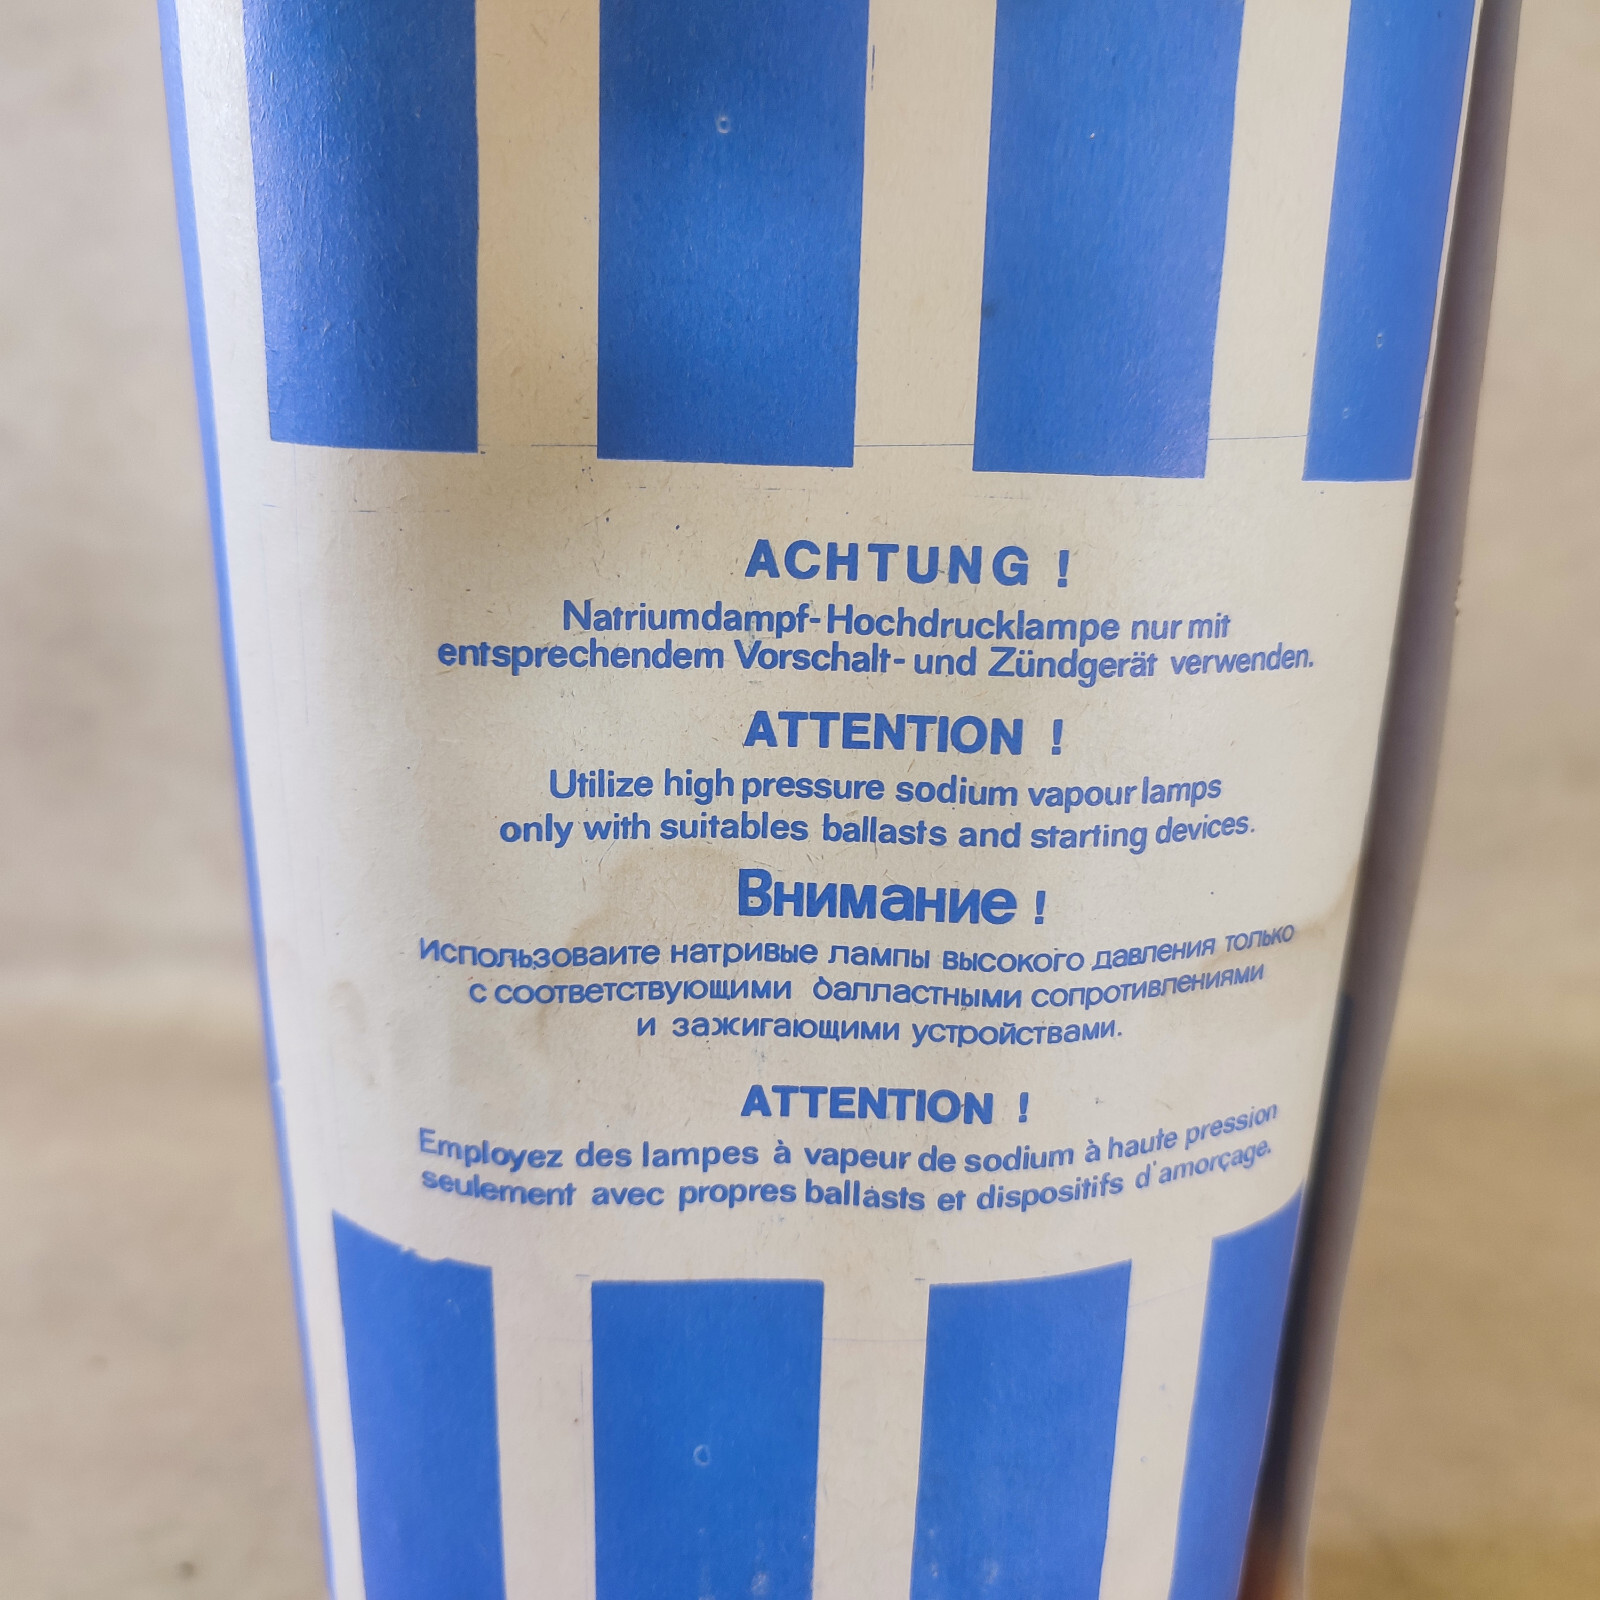 ACHTUNG !
Natriumdampf-Hochdrucklampe nur mit
entsprechendem Vorschalt- und Zündgerät verwenden.
ATTENTION !
Utilize high pressure sodium vapour lamps
only with suitables ballasts and starting devices.
Внимание !
Используваите натривые лампы высокого давления только
с соответствующими балластными сопротивлениями
и зажигающими устройствами.
ATTENTION !
Employez des lampes à vapeur de sodium à haute pression
seulement avec propres ballasts et dispositifs d'amorçage.